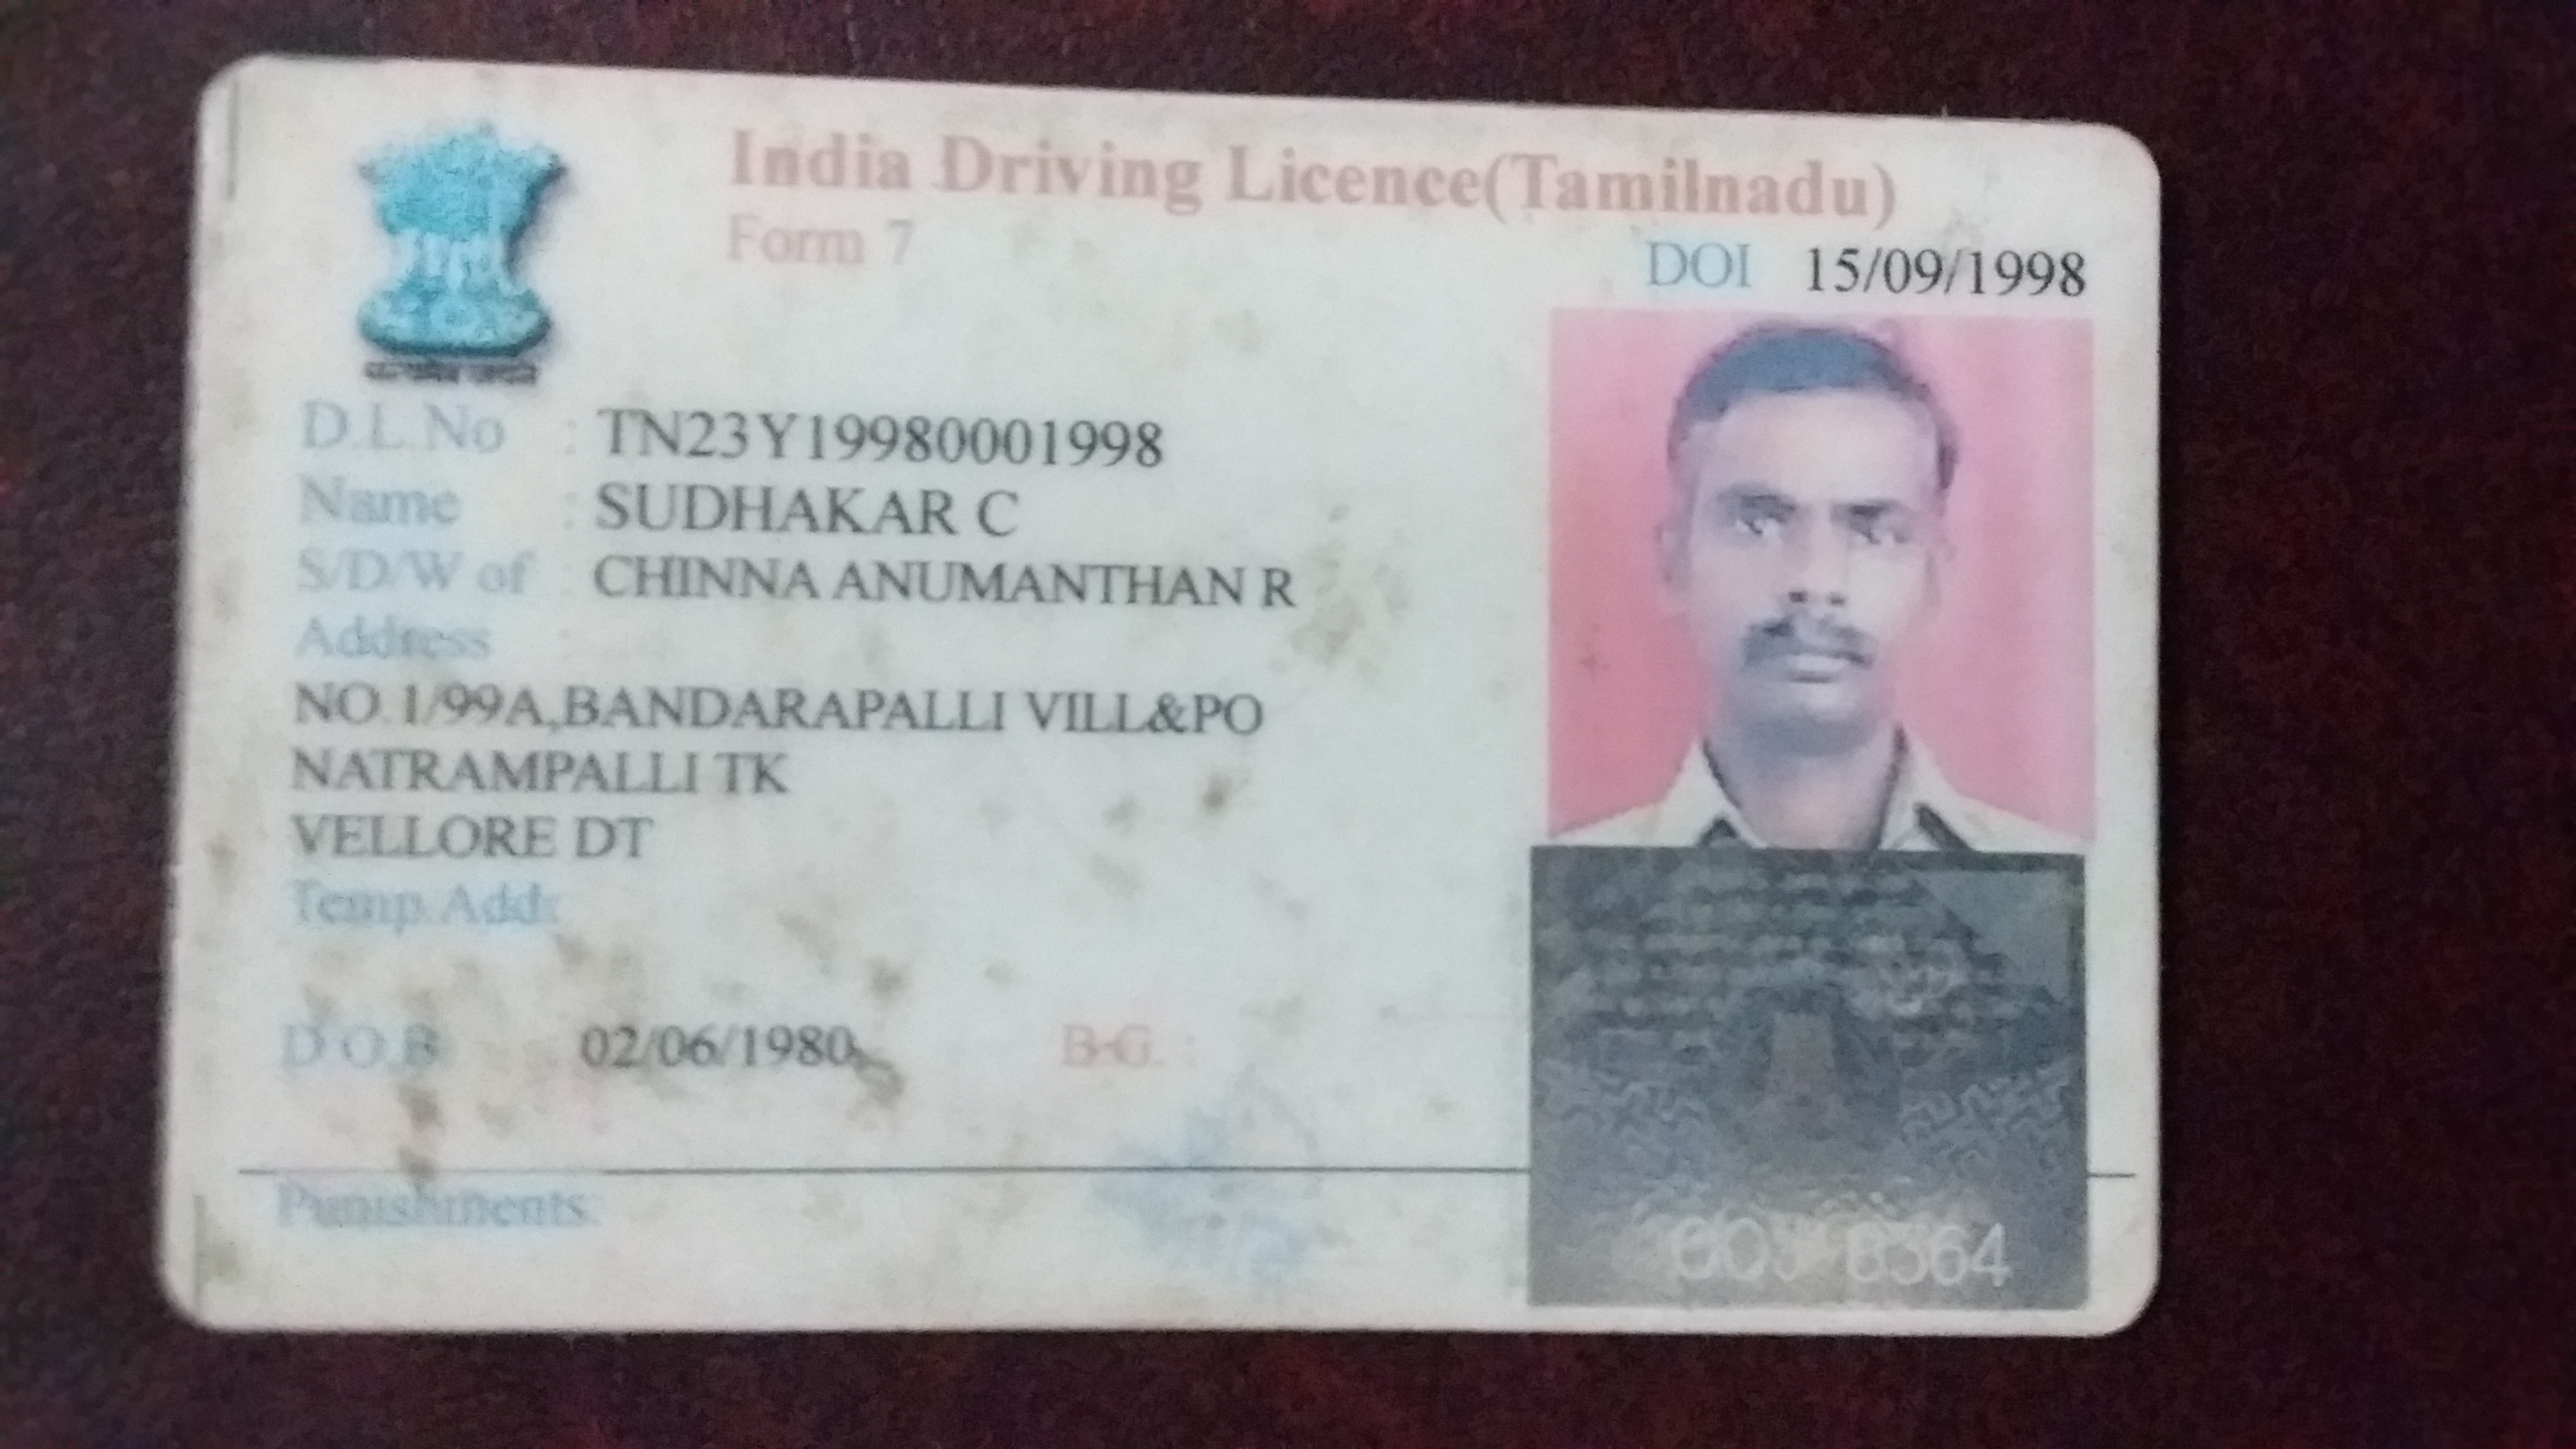 India Driving Licence(Tamilnadu)
Form 7
DOI 15/09/1998
D.L.No : TN23Y19980001998
Name : SUDHAKAR C
S/D/W of : CHINNA ANUMANTHAN R
Address :
NO.1/99A,BANDARAPALLI VILL&PO
NATRAMPALLI TK
VELLORE DT
Temp.Addr
D.O.B 02/06/1980
B.G. :
Punishments: